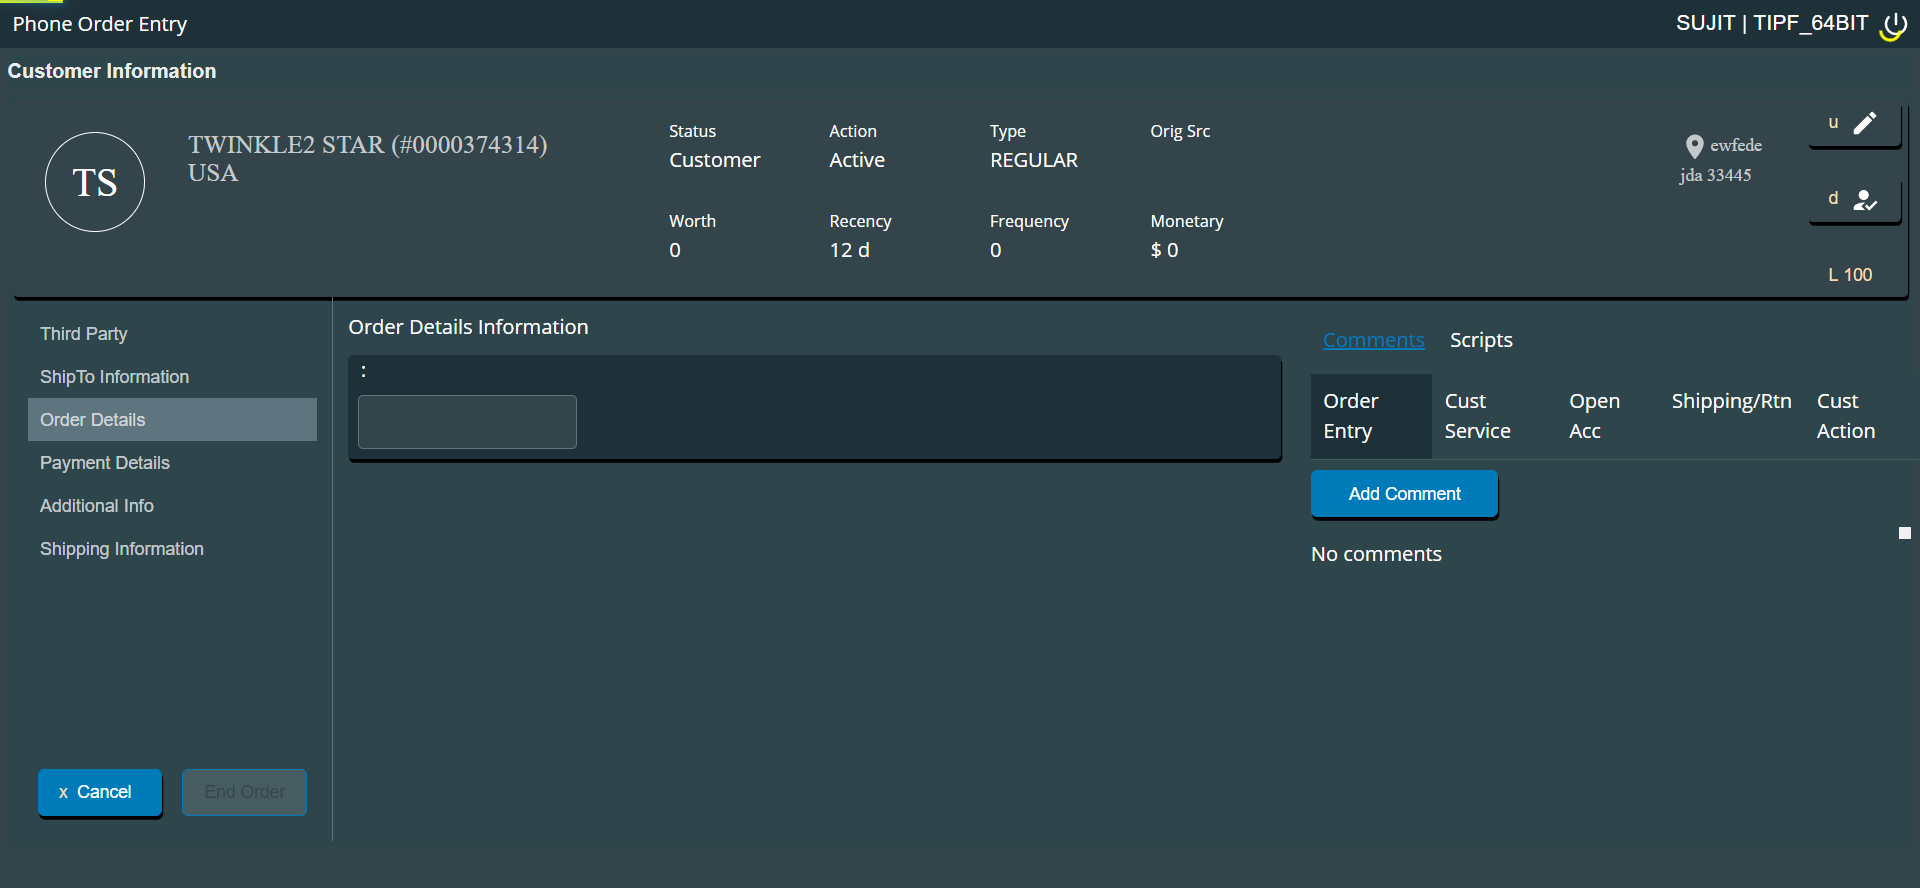 Phone Order Entry
SUJIT | TIPF_64BIT
Customer Information
TS
TWINKLE2 STAR (#0000374314)
USA
Status
Customer
Action
Active
Type
REGULAR
Orig Src
Worth
0
Recency
12 d
Frequency
0
Monetary
$ 0
ewfede
jda 33445
u
d
L 100
Third Party
ShipTo Information
Order Details
Payment Details
Additional Info
Shipping Information
x Cancel
End Order
Order Details Information
:
Comments
Scripts
Order
Entry
Cust
Service
Open
Acc
Shipping/Rtn
Cust
Action
Add Comment
No comments